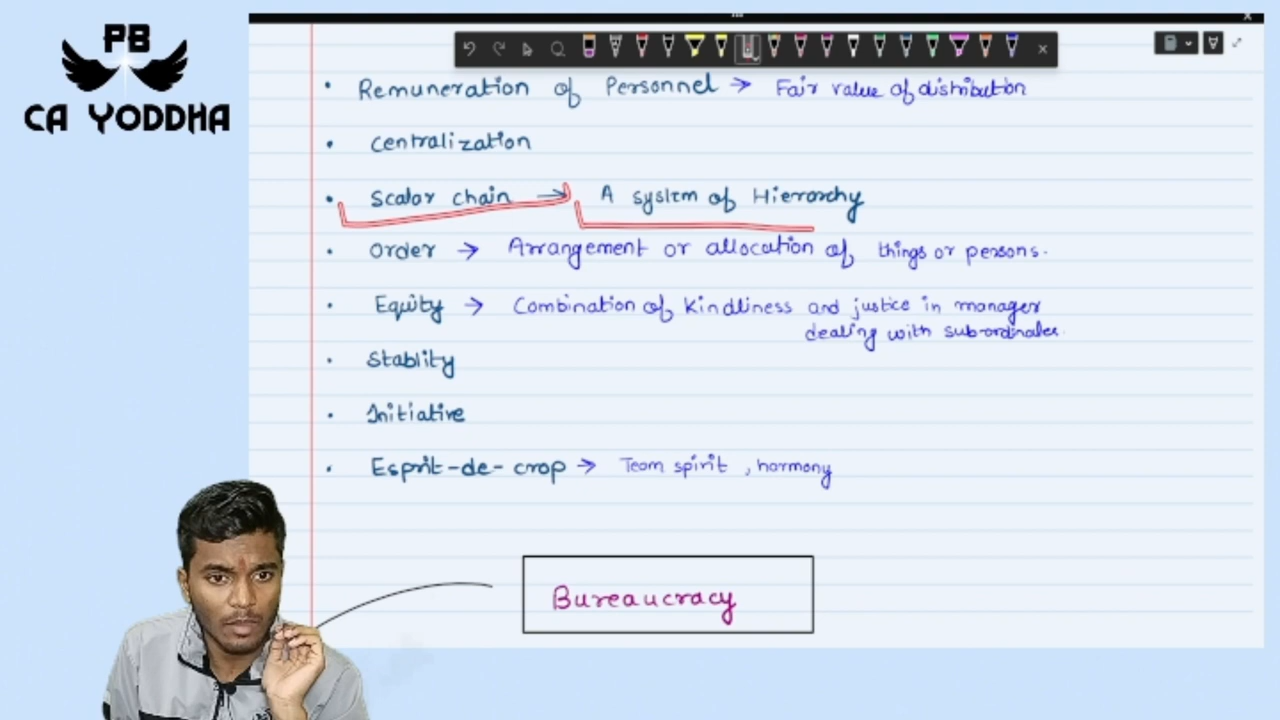 PB
CA YODDHA
• Remuneration of Personnel → Fair value of distribution
• Centralization
• Scalar chain → A system of Hierarchy
• Order → Arrangement or allocation of things or persons.
• Equity → Combination of kindliness and justice in manager
dealing with sub-ordinates.
• Stablity
• Initiative
• Esprit-de-crop → Team spirit, harmony
Bureaucracy